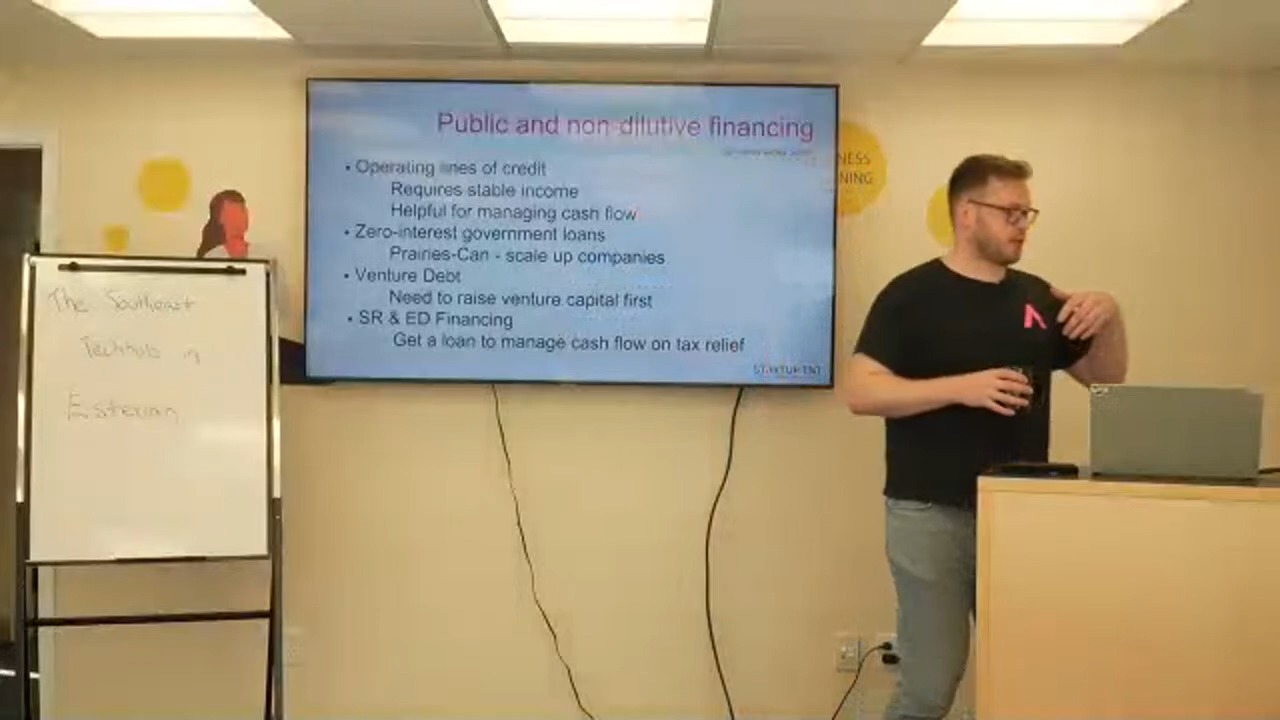 Public and non-dilutive financing
• Operating lines of credit
Requires stable income
Helpful for managing cash flow
• Zero-interest government loans
Prairies-Can - scale up companies
• Venture Debt
Need to raise venture capital first
• SR & ED Financing
Get a loan to manage cash flow on tax relief
STARTUP TNT
NESS
NING
The Southeast
Techhub in
Estevan